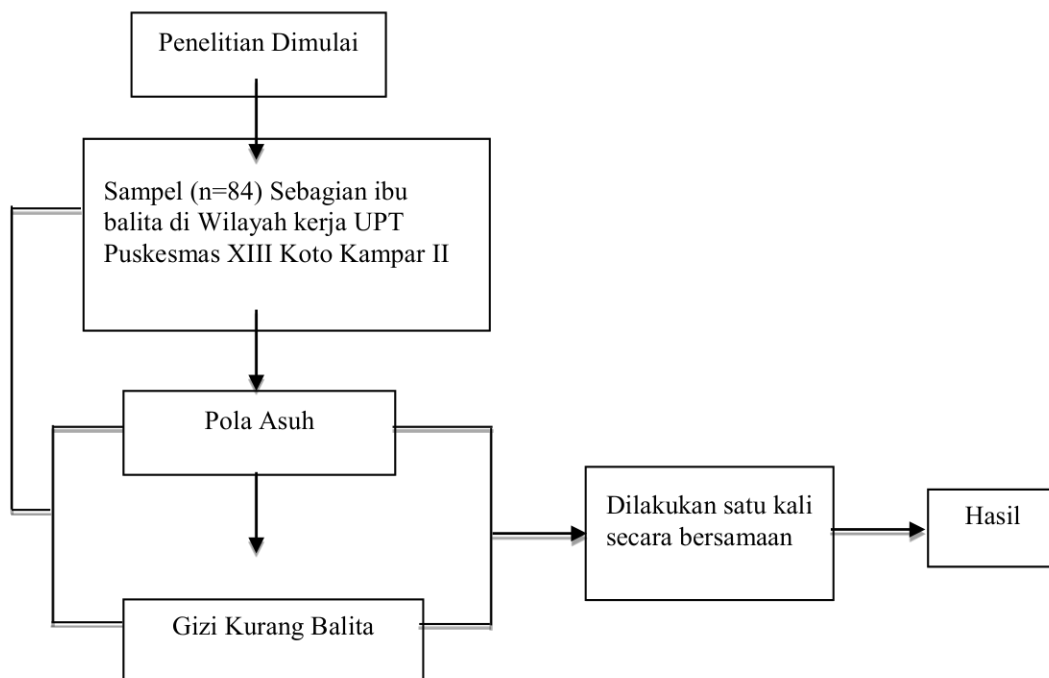 Penelitian Dimulai
Sampel (n=84) Sebagian ibu
balita di Wilayah kerja UPT
Puskesmas XIII Koto Kampar II
Pola Asuh
Gizi Kurang Balita
Dilakukan satu kali
secara bersamaan
Hasil